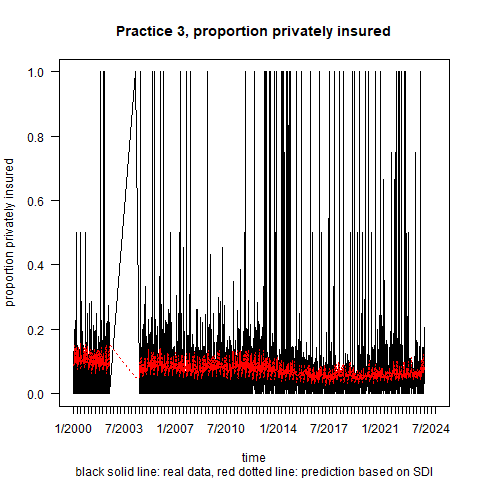 Practice 3, proportion privately insured
proportion privately insured
1.0
0.8
0.6
0.4
0.2
0.0
1/2000 7/2003 1/2007 7/2010 1/2014 7/2017 1/2021 7/2024
time
black solid line: real data, red dotted line: prediction based on SDI